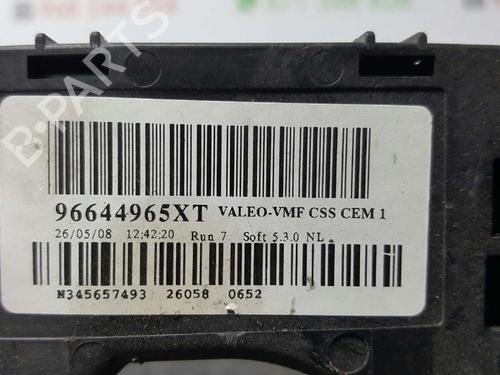 96644965XT VALEO-VMF CSS CEM 1
26/05/08 12:42:20 Run 7 Soft 5.3.0 NL
N345657493 26058 0652
B-PARTS